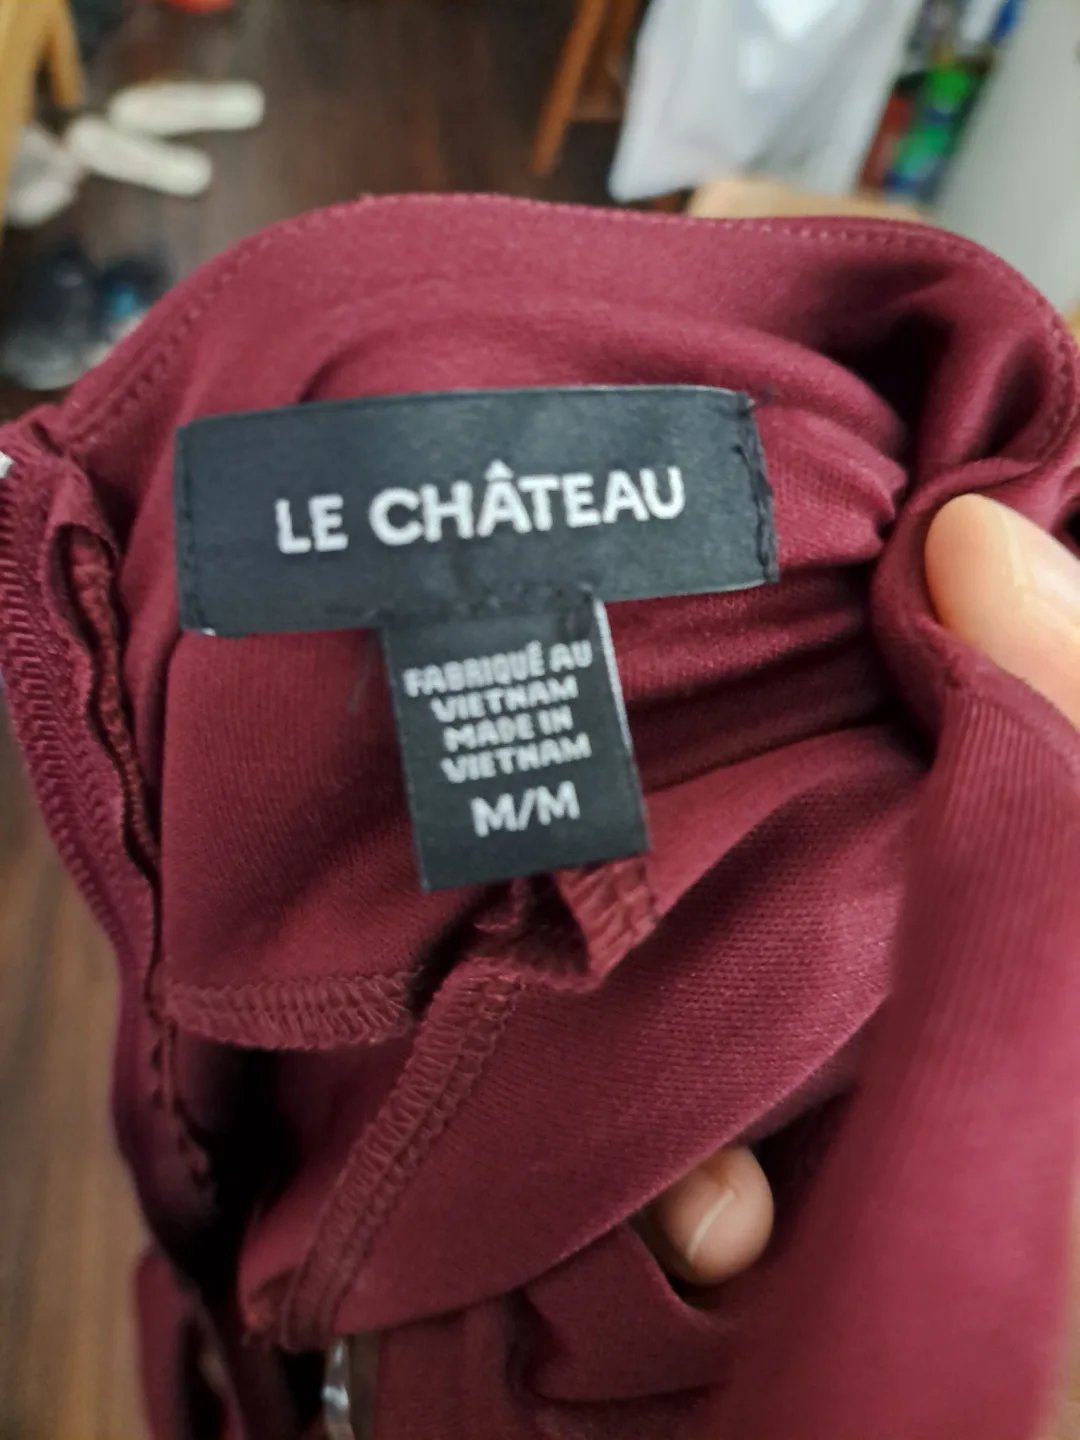 LE CHÂTEAU
FABRIQUÉ AU
VIETNAM
MADE IN
VIETNAM
M/M